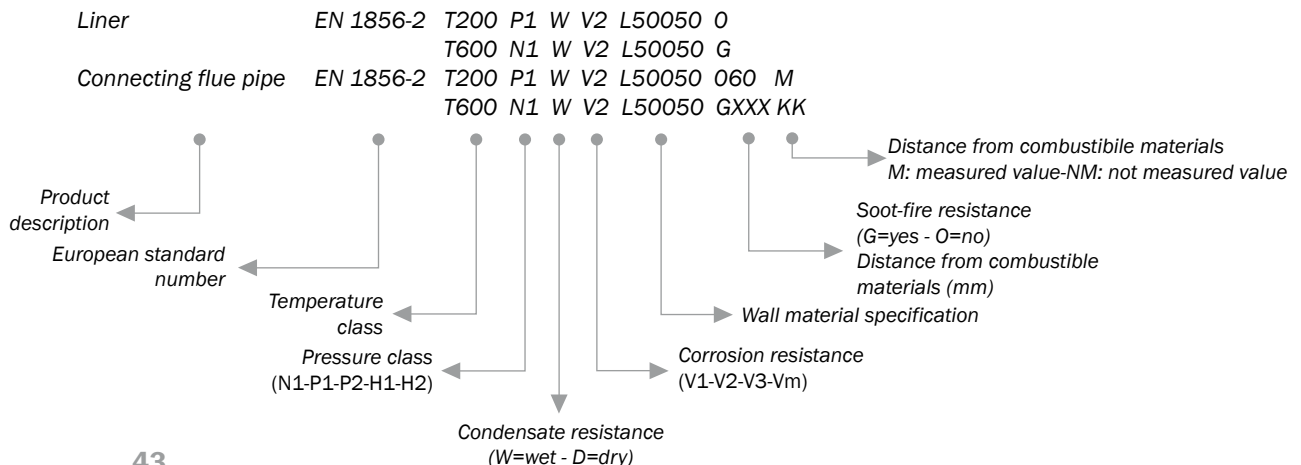 Liner EN 1856-2 T200 P1 W V2 L50050 O
T600 N1 W V2 L50050 G
Connecting flue pipe EN 1856-2 T200 P1 W V2 L50050 O60 M
T600 N1 W V2 L50050 GXXX KK
Distance from combustibile materials
M: measured value-NM: not measured value
Product
description
Soot-fire resistance
(G=yes - O=no)
Distance from combustible
materials (mm)
European standard
number
Temperature
class
Wall material specification
Pressure class
(N1-P1-P2-H1-H2)
Corrosion resistance
(V1-V2-V3-Vm)
Condensate resistance
(W=wet - D=dry)
43